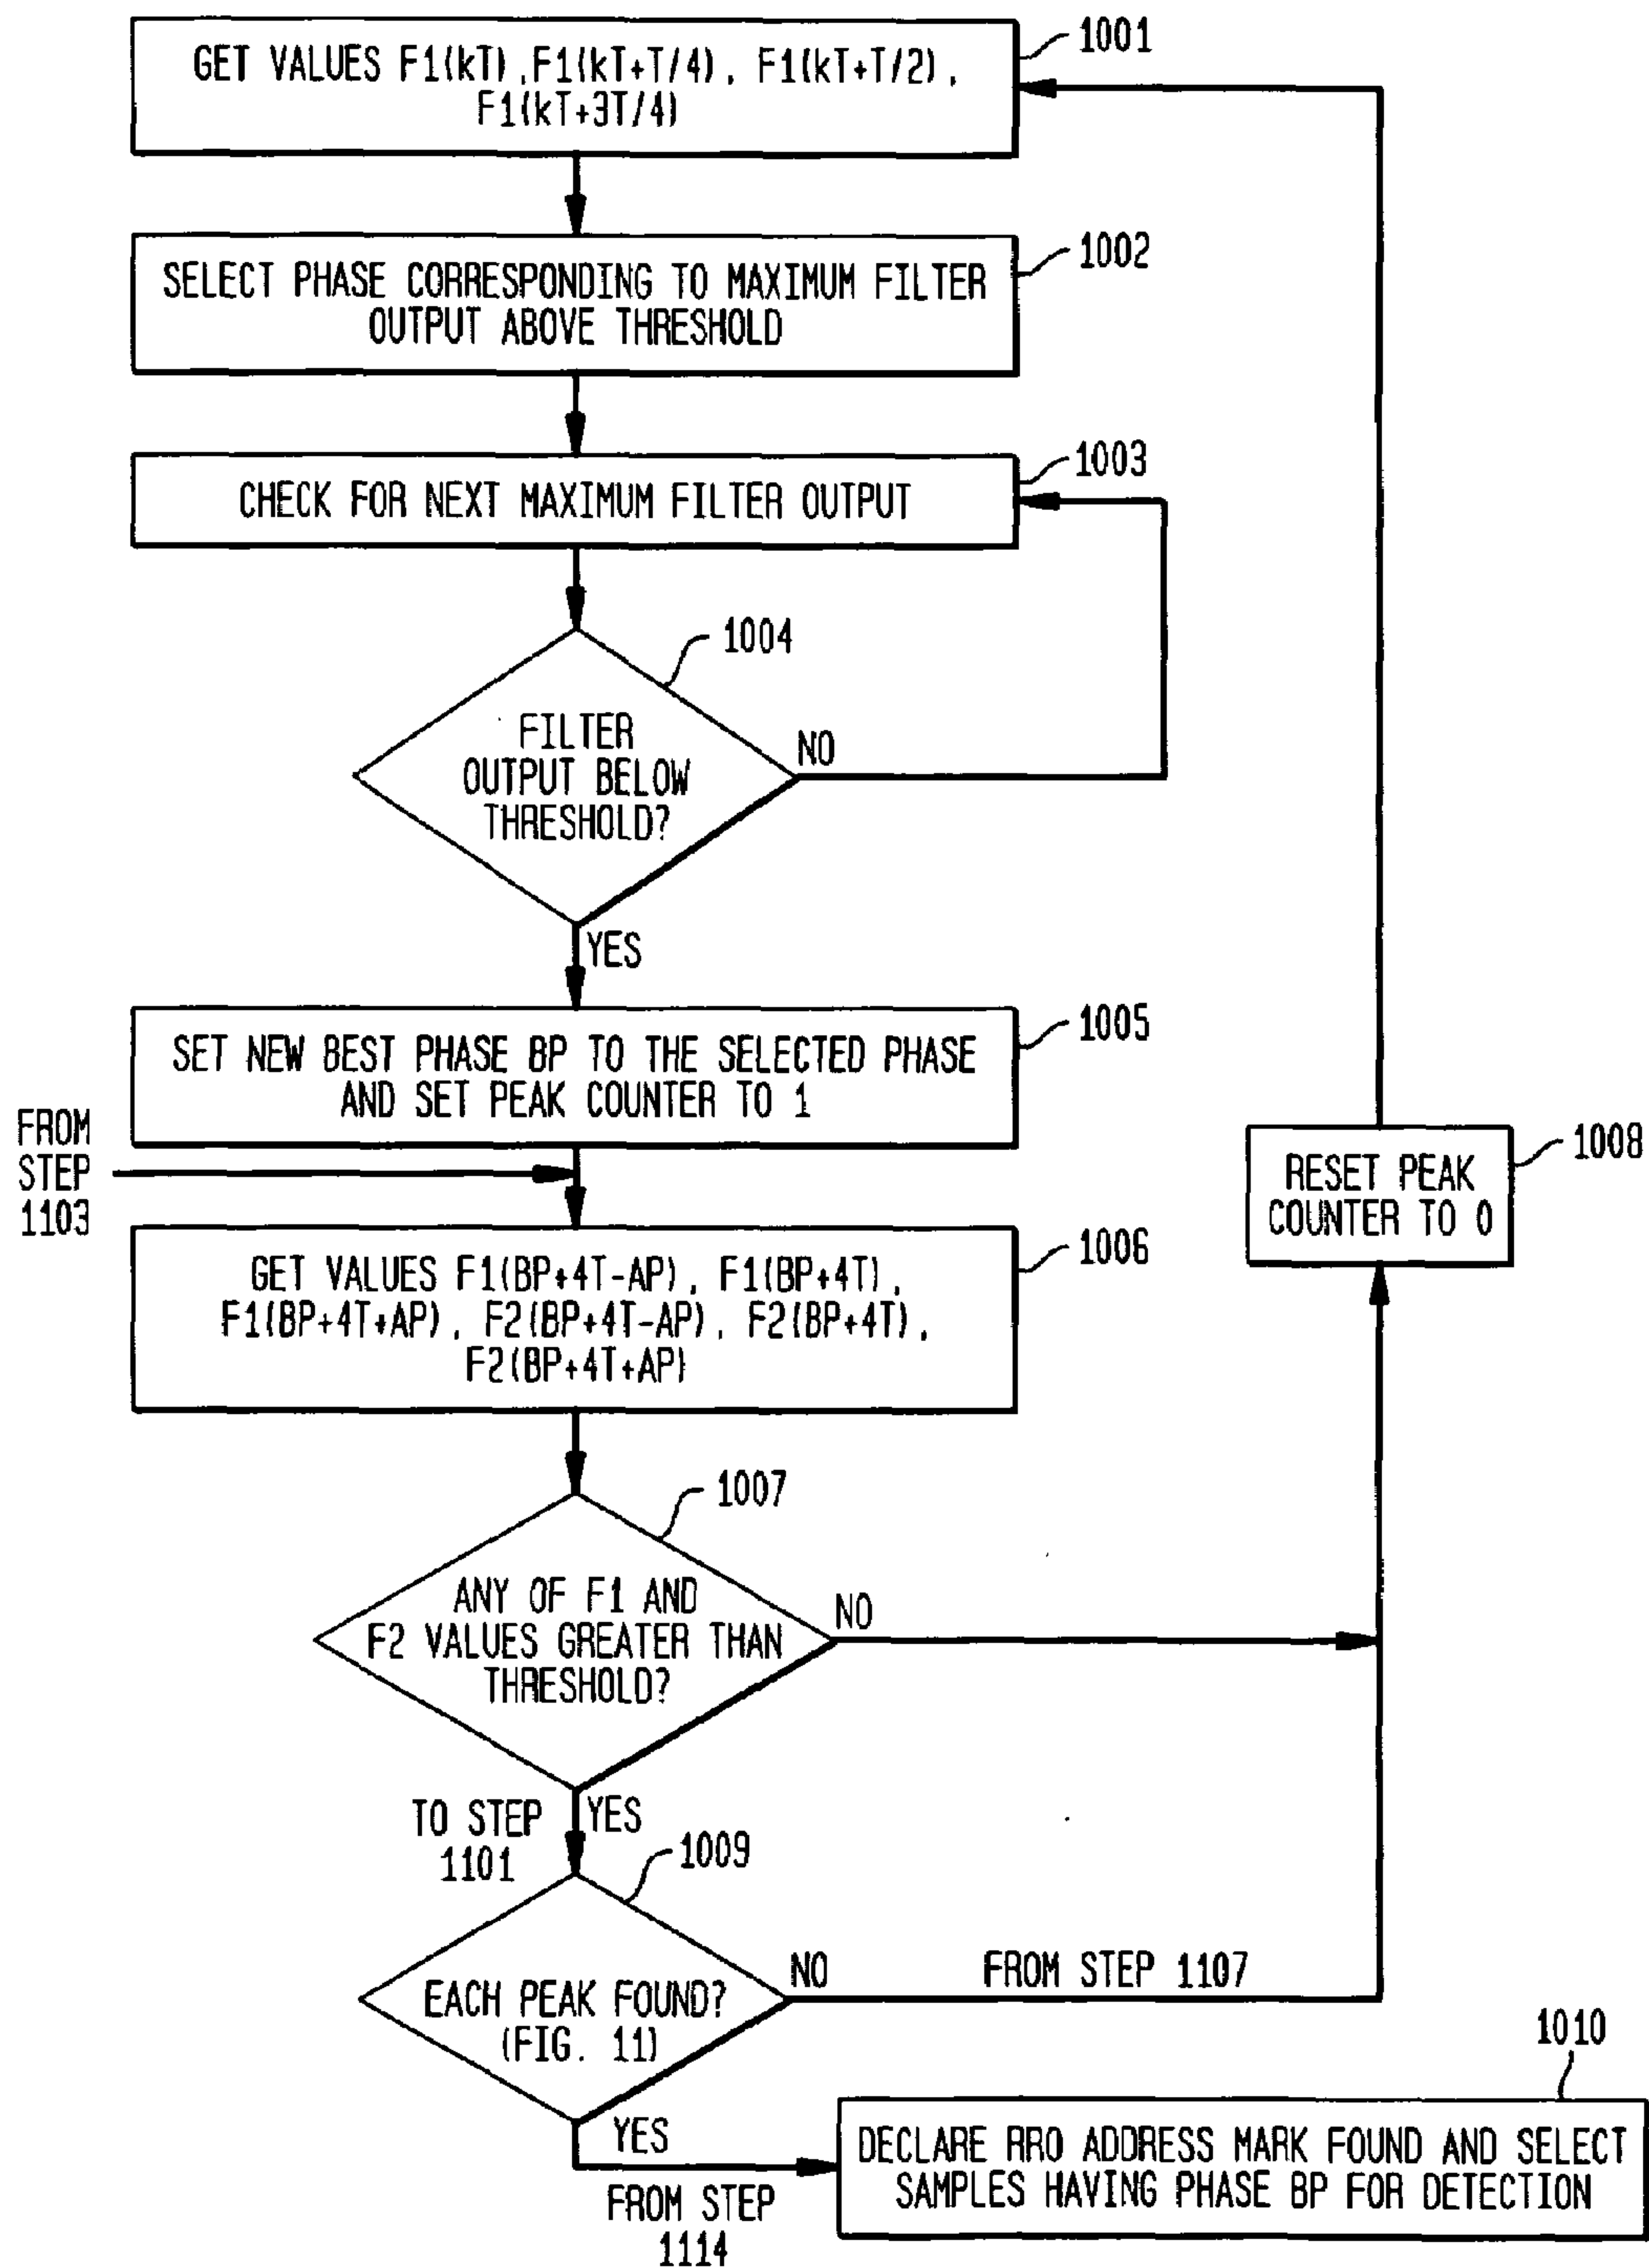 1001
GET VALUES F1(kT), F1(kT+T/4), F1(kT+T/2),
F1(kT+3T/4)
1002
SELECT PHASE CORRESPONDING TO MAXIMUM FILTER
OUTPUT ABOVE THRESHOLD
1003
CHECK FOR NEXT MAXIMUM FILTER OUTPUT
1004
FILTER
OUTPUT BELOW
THRESHOLD?
NO
YES
1005
SET NEW BEST PHASE BP TO THE SELECTED PHASE
AND SET PEAK COUNTER TO 1
FROM
STEP
1103
1008
RESET PEAK
COUNTER TO 0
1006
GET VALUES F1(BP+4T-AP), F1(BP+4T),
F1(BP+4T+AP), F2(BP+4T-AP), F2(BP+4T),
F2(BP+4T+AP)
1007
ANY OF F1 AND
F2 VALUES GREATER THAN
THRESHOLD?
NO
TO STEP
1101
YES
1009
EACH PEAK FOUND?
(FIG. 11)
NO
FROM STEP 1107
YES
FROM STEP
1114
1010
DECLARE RRO ADDRESS MARK FOUND AND SELECT
SAMPLES HAVING PHASE BP FOR DETECTION